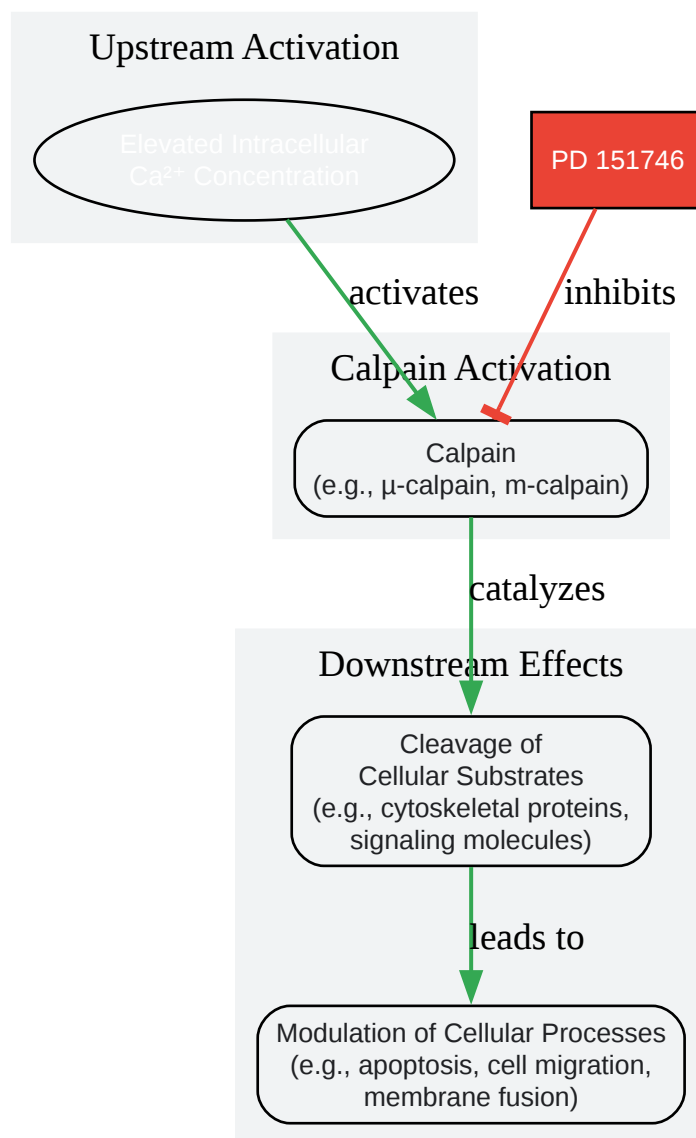 Upstream Activation
Elevated Intracellular
Ca²⁺ Concentration
PD 151746
activates
inhibits
Calpain Activation
Calpain
(e.g., µ-calpain, m-calpain)
catalyzes
Downstream Effects
Cleavage of
Cellular Substrates
(e.g., cytoskeletal proteins,
signaling molecules)
leads to
Modulation of Cellular Processes
(e.g., apoptosis, cell migration,
membrane fusion)